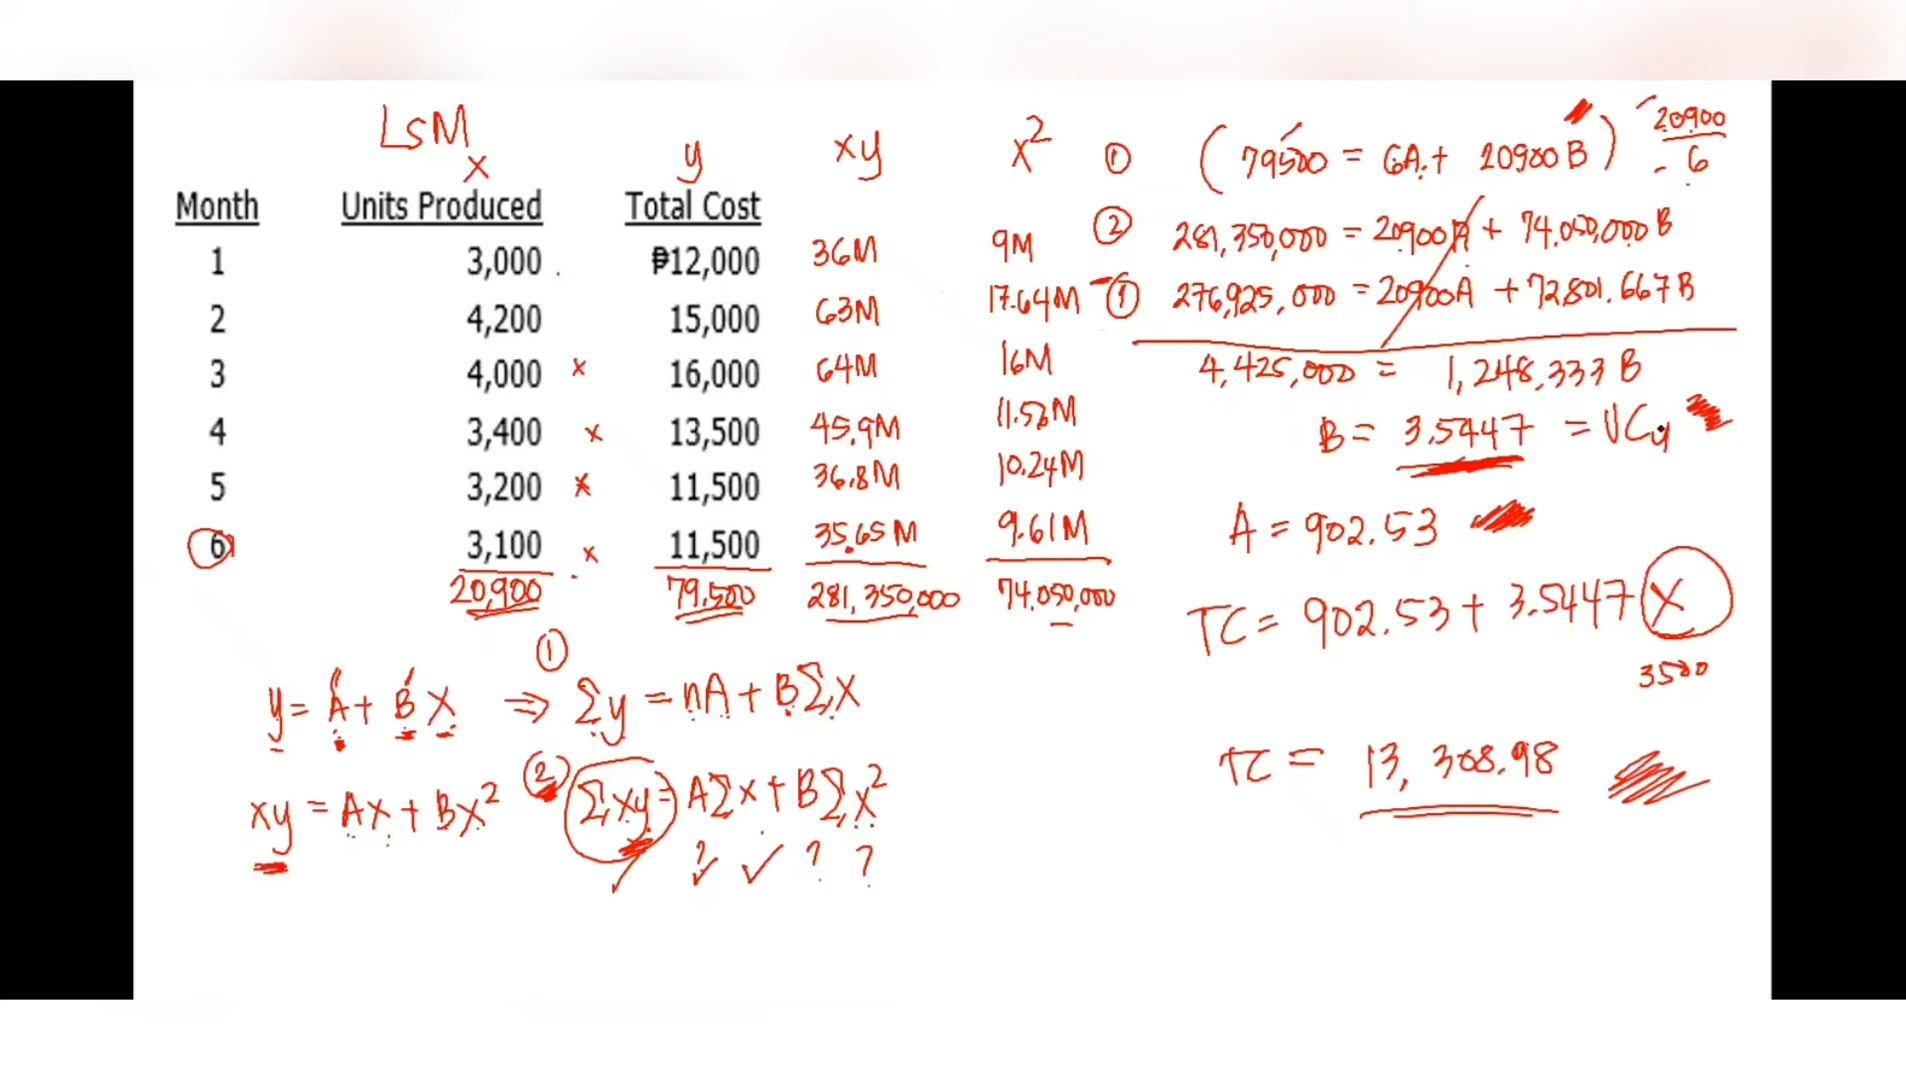 LSM
x y xy x²
Month Units Produced Total Cost
1 3,000 ₱12,000 36M 9M
2 4,200 15,000 63M 17.64M
3 4,000 x 16,000 64M 16M
4 3,400 x 13,500 45.9M 11.56M
5 3,200 x 11,500 36.8M 10.24M
6 3,100 x 11,500 35.65M 9.61M
20,900 79,500 281,350,000 74,050,000
① y = A + BX ⇒ Σy = nA + BΣX
xy = AX + BX² ② Σxy = AΣX + BΣX²
? ✓ ? ?
① (79500 = 6A + 20900B) 20900
6
② 281,350,000 = 20900A + 74,050,000B
- ① 276,925,000 = 20900A + 72,801.667B
4,425,000 = 1,248,333B
B = 3.5447 = VC
A = 902.53
TC = 902.53 + 3.5447X
3500
TC = 13,308.98